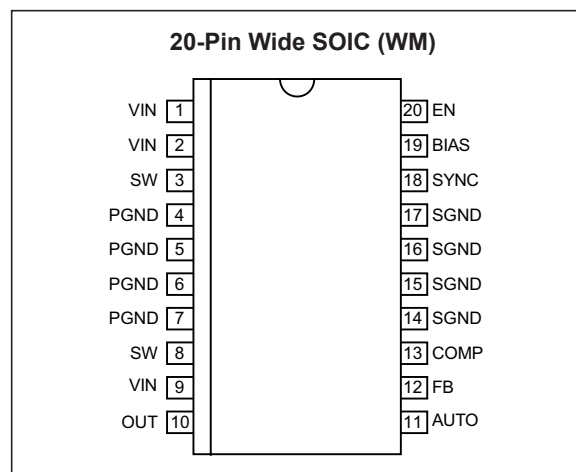 20-Pin Wide SOIC (WM)
VIN 1 20 EN
VIN 2 19 BIAS
SW 3 18 SYNC
PGND 4 17 SGND
PGND 5 16 SGND
PGND 6 15 SGND
PGND 7 14 SGND
SW 8 13 COMP
VIN 9 12 FB
OUT 10 11 AUTO